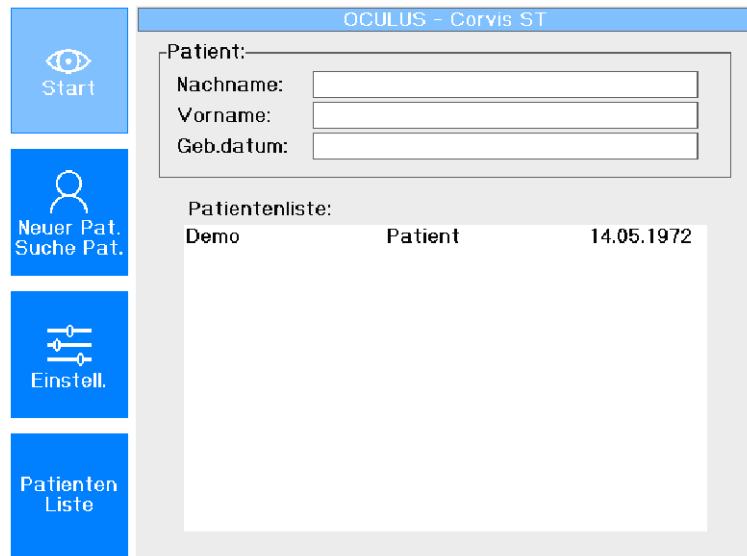 OCULUS - Corvis ST
Start
Neuer Pat.
Suche Pat.
Einstell.
Patienten
Liste
Patient:
Nachname:
Vorname:
Geb.datum:
Patientenliste:
Demo Patient 14.05.1972